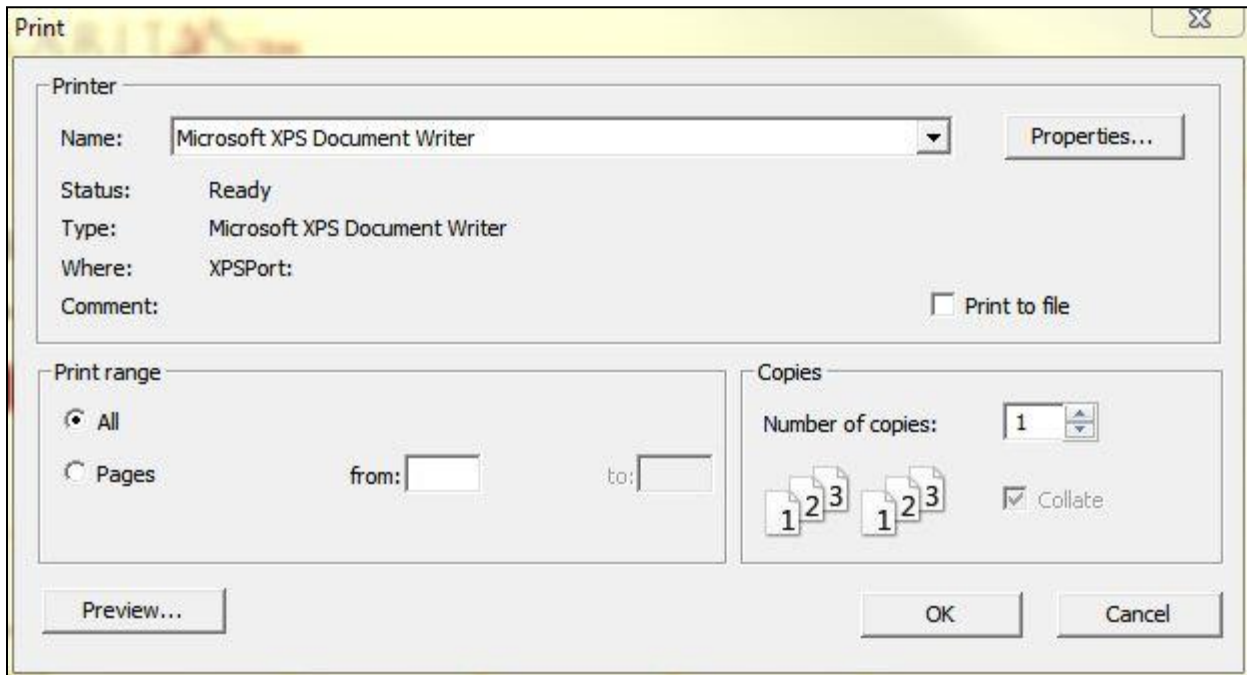 Print
Printer
Name: Microsoft XPS Document Writer Properties...
Status: Ready
Type: Microsoft XPS Document Writer
Where: XPSPort:
Comment: Print to file
Print range
All
Pages from: to:
Copies
Number of copies: 1
1 2 3 1 2 3 Collate
Preview... OK Cancel